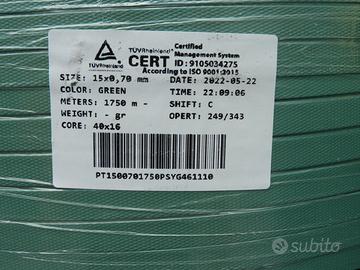 TÜVRheinland
CERT
TÜVRheinland
CERTIFIED
Certified
Management System
ID:9105034275
According to ISO 9001:2015
SIZE: 15x0,70 mm
DATE: 2022-05-22
COLOR: GREEN
TIME: 22:09:06
METERS: 1750 m -
SHIFT: C
WEIGHT: - gr
OPERT: 249/343
CORE: 40x16
PT1500701750PSYG461110
subito